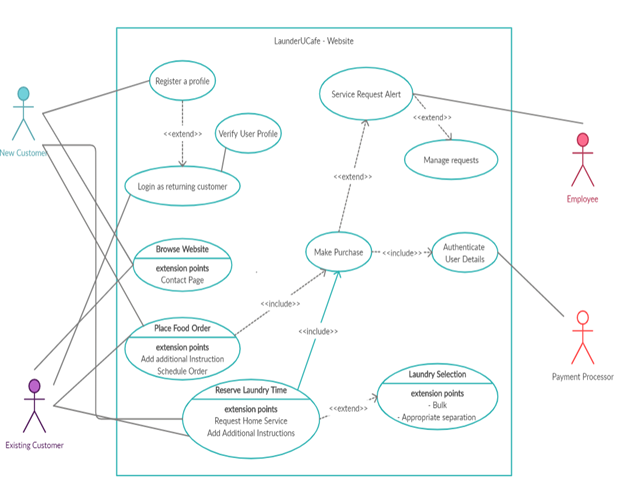 LaunderUCafe - Website
Register a profile
Service Request Alert
<<extend>>
<<extend>>
Verify User Profile
New Customer
Manage requests
Login as returning customer
<<extend>>
Employee
Browse Website
extension points
Contact Page
Make Purchase
<<include>>
Authenticate
User Details
<<include>>
Place Food Order
extension points
Add additional Instruction
Schedule Order
<<include>>
Payment Processor
Laundry Selection
extension points
- Bulk
- Appropriate separation
Reserve Laundry Time
extension points
Request Home Service
Add Additional Instructions
<<extend>>
Existing Customer